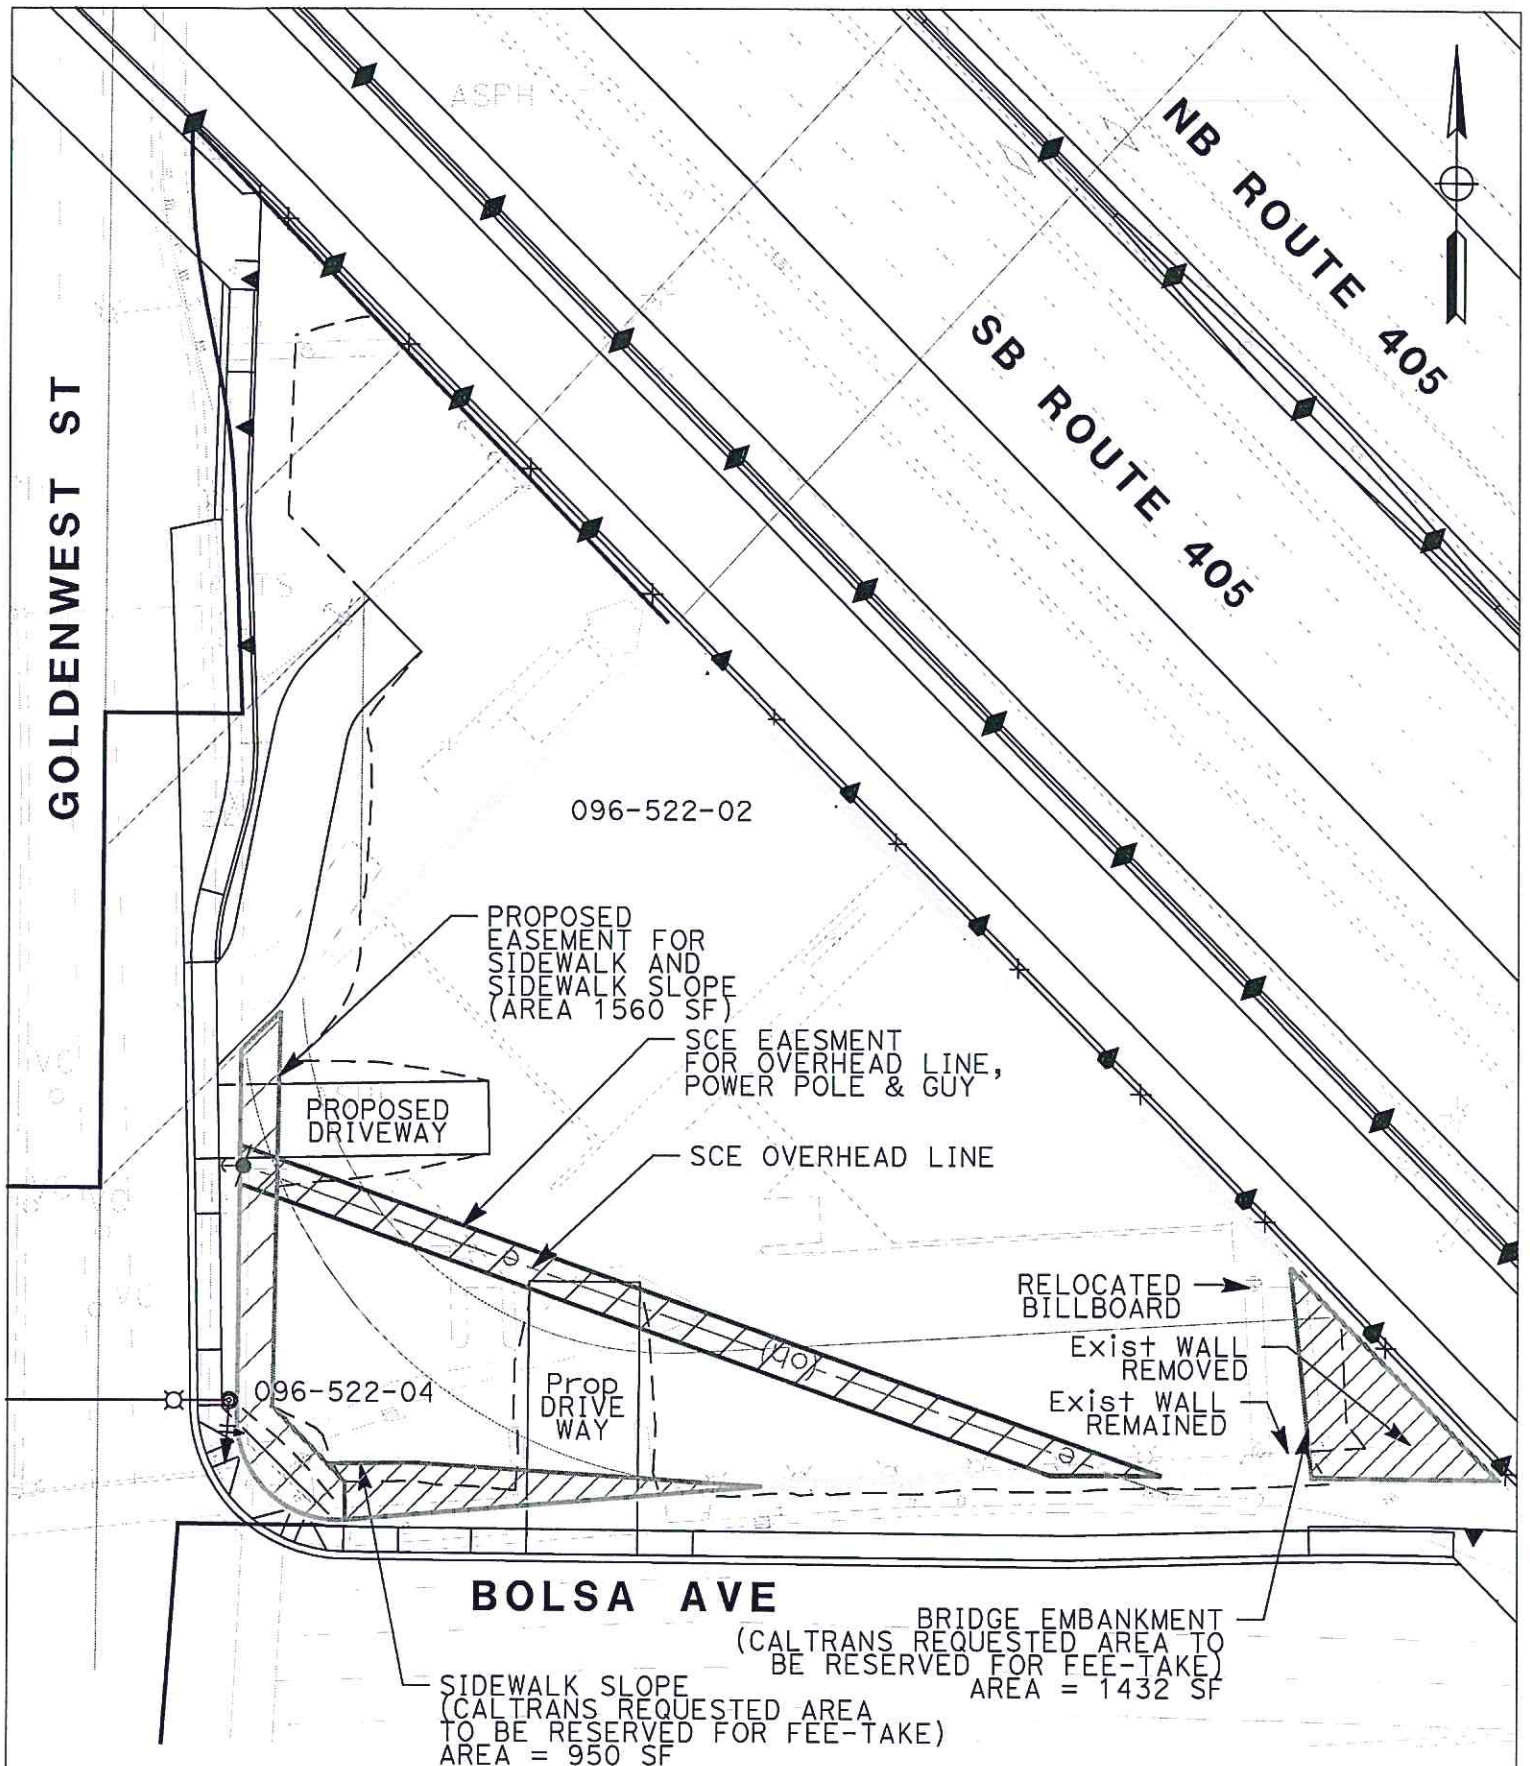 ASPH
NB ROUTE 405
SB ROUTE 405
GOLDENWEST ST
096-522-02
PROPOSED
EASEMENT FOR
SIDEWALK AND
SIDEWALK SLOPE
(AREA 1560 SF)
SCE EAESMENT
FOR OVERHEAD LINE,
POWER POLE & GUY
PROPOSED
DRIVEWAY
SCE OVERHEAD LINE
RELOCATED
BILLBOARD
Exist WALL
REMOVED
Exist WALL
REMAINED
096-522-04
Prop
DRIVE
WAY
e
(oh)
e
BOLSA AVE
BRIDGE EMBANKMENT
(CALTRANS REQUESTED AREA TO
BE RESERVED FOR FEE-TAKE)
AREA = 1432 SF
SIDEWALK SLOPE
(CALTRANS REQUESTED AREA
TO BE RESERVED FOR FEE-TAKE)
AREA = 950 SF